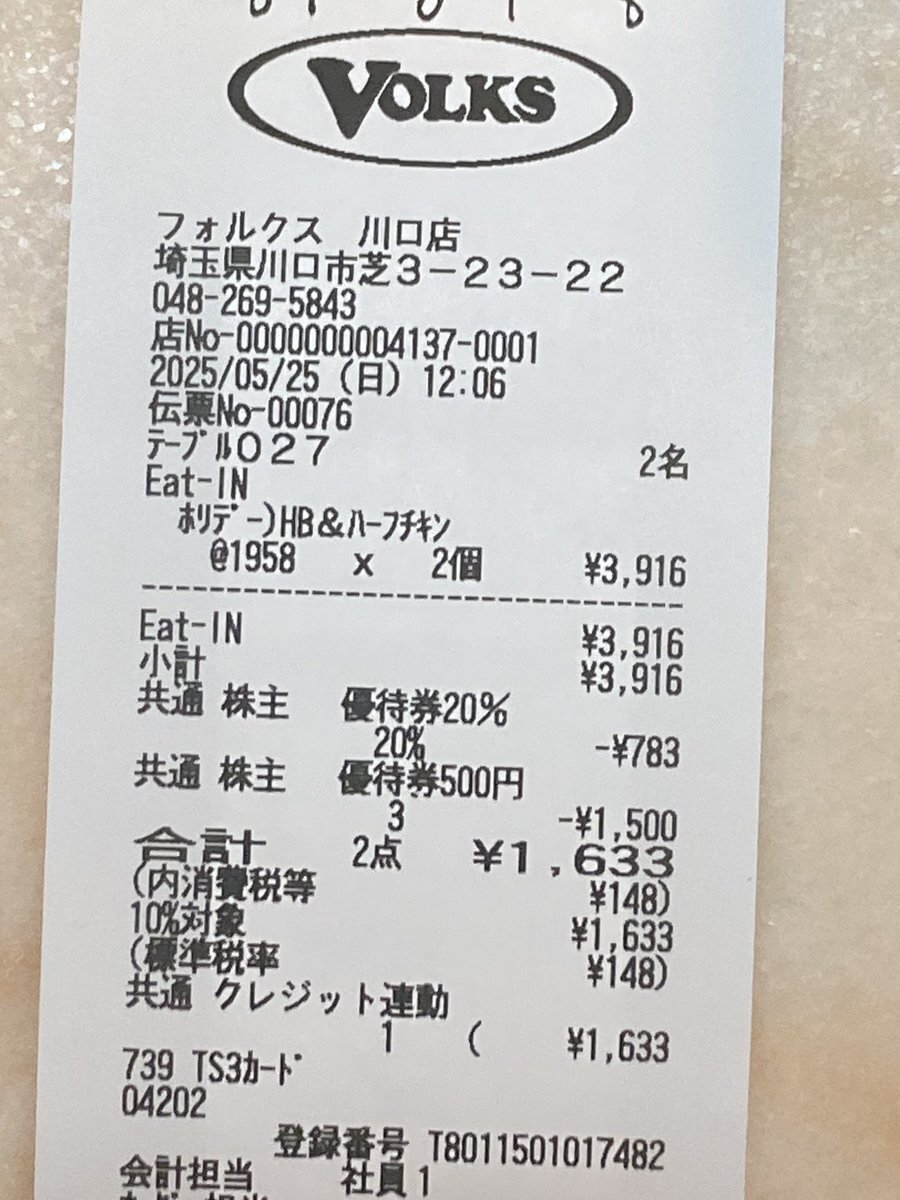 VOLKS
フォルクス 川口店
埼玉県川口市芝3-23-22
048-269-5843
店No-0000000004137-0001
2025/05/25 (日) 12:06
伝票No-00076
テーブル027 2名
Eat-IN
ホリデー)HB&ハーフチキン
@1958 x 2個 ¥3,916
Eat-IN ¥3,916
小計 ¥3,916
共通 株主 優待券20%
20% -¥783
共通 株主 優待券500円
3 -¥1,500
合計 2点 ¥1,633
(内消費税等 ¥148)
10%対象 ¥1,633
(標準税率 ¥148)
共通 クレジット連動
1 ( ¥1,633
739 TS3カード
04202
登録番号 T8011501017482
会計担当 社員1